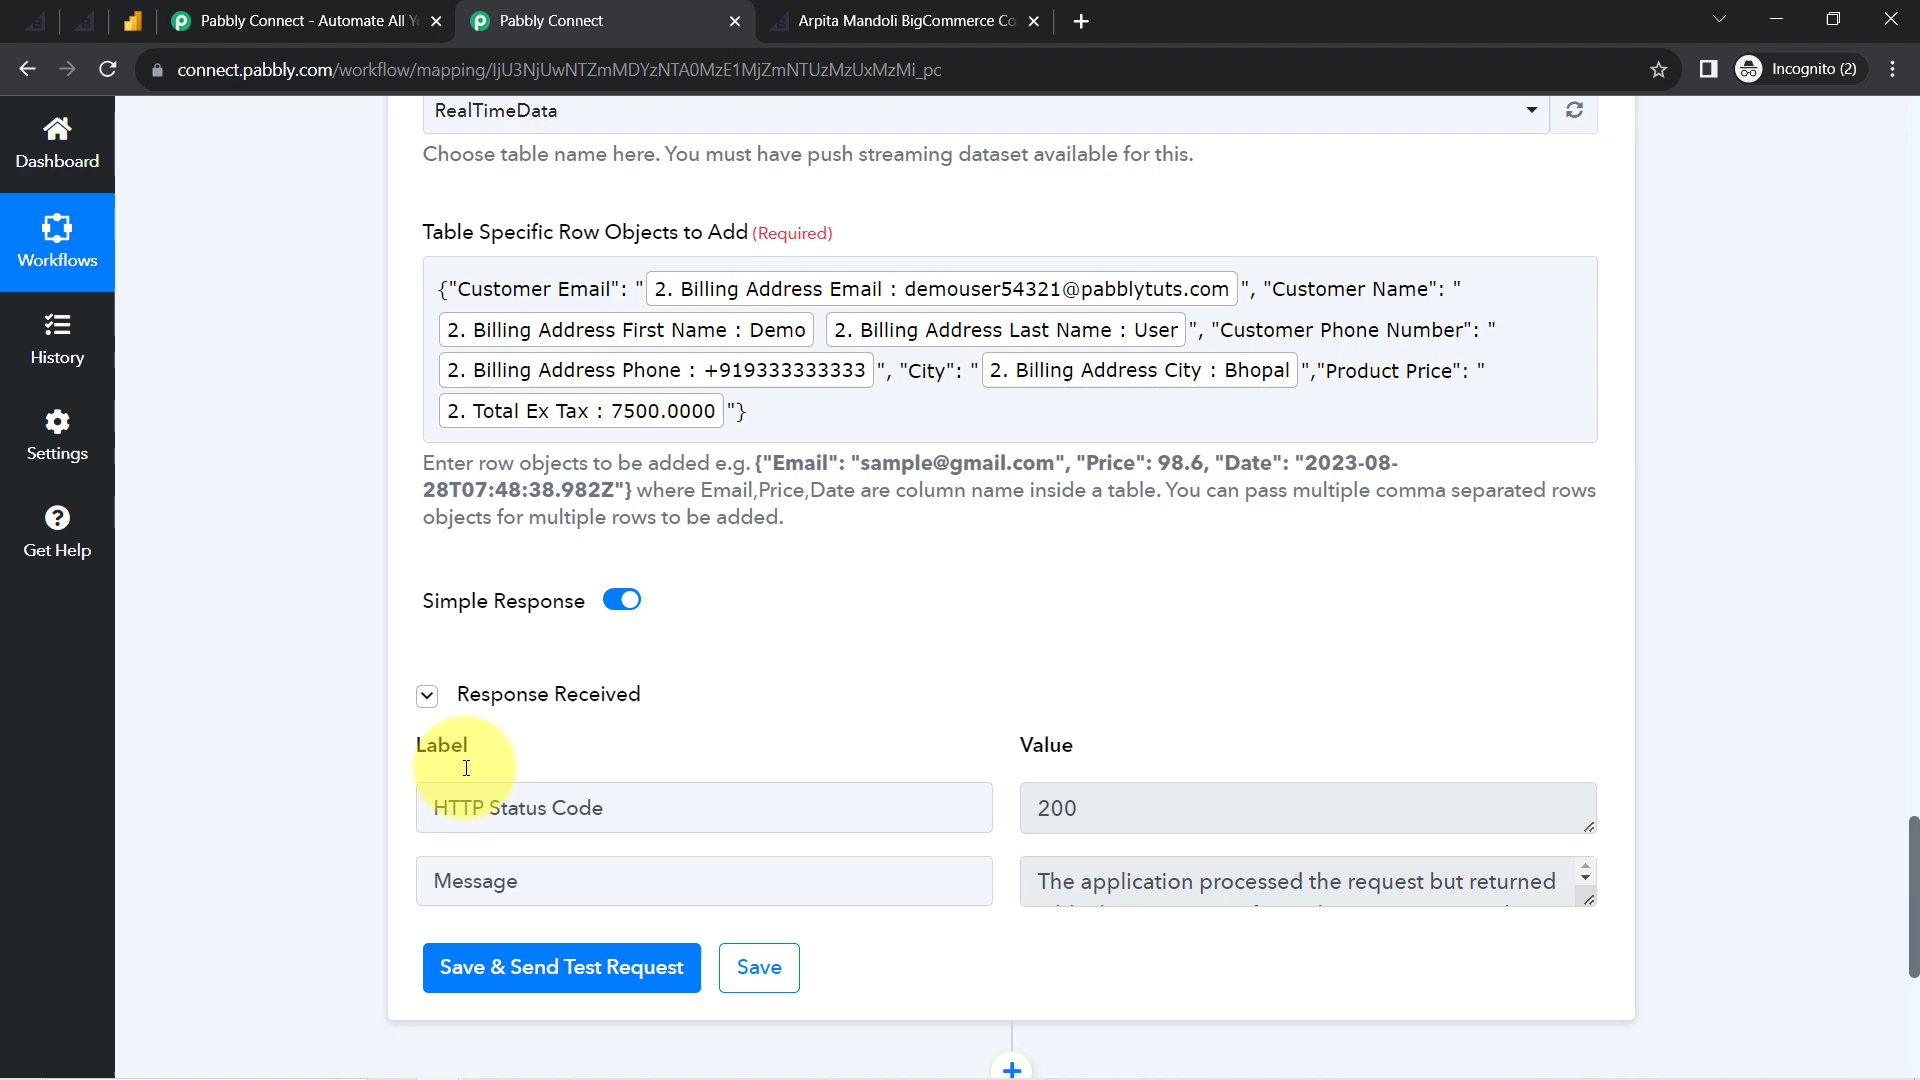 Pabbly Connect - Automate All Y
Pabbly Connect
Arpita Mandoli BigCommerce Co
connect.pabbly.com/workflow/mapping/IjU3NjUwNTZmMDYzNTA0MzE1MjZmNTUzMzUxMzMi_pc
Incognito (2)
Dashboard
Workflows
History
Settings
Get Help
RealTimeData
Choose table name here. You must have push streaming dataset available for this.
Table Specific Row Objects to Add (Required)
{"Customer Email": "2. Billing Address Email : demouser54321@pabblytuts.com", "Customer Name": "
2. Billing Address First Name : Demo 2. Billing Address Last Name : User", "Customer Phone Number": "
2. Billing Address Phone : +919333333333", "City": "2. Billing Address City : Bhopal","Product Price": "
2. Total Ex Tax : 7500.0000"}
Enter row objects to be added e.g. {"Email": "sample@gmail.com", "Price": 98.6, "Date": "2023-08-
28T07:48:38.982Z"} where Email,Price,Date are column name inside a table. You can pass multiple comma separated rows
objects for multiple rows to be added.
Simple Response
Response Received
Label
Value
HTTP Status Code
200
Message
The application processed the request but returned
Save & Send Test Request
Save